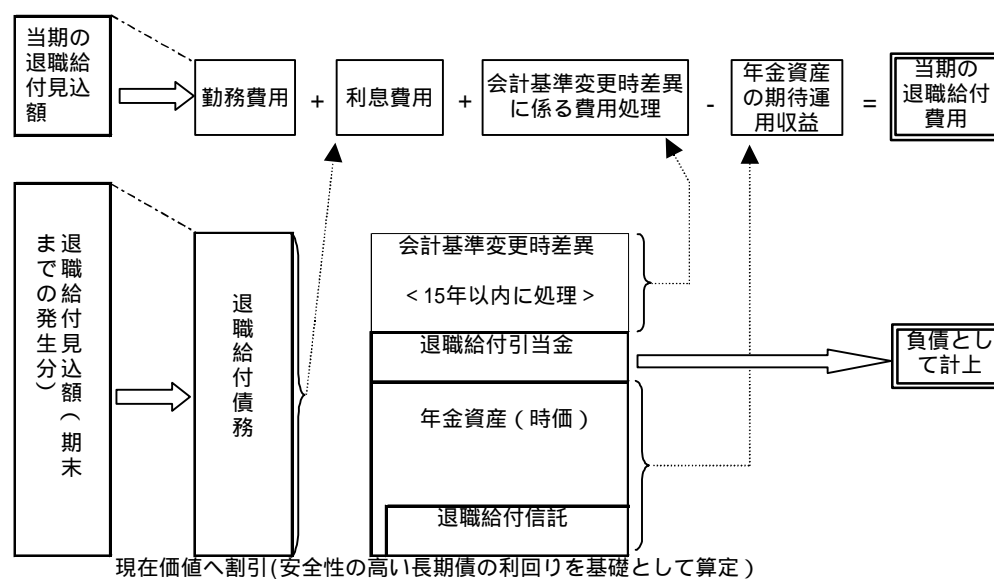 当期の
退職給
付見込
額
勤務費用
+
利息費用
+
会計基準変更時差異
に係る費用処理
-
年金資産
の期待運
用収益
=
当期の
退職給付
費用
退職給付見込額（期末
までの発生分）
退職給付債務
会計基準変更時差異
＜15年以内に処理＞
退職給付引当金
年金資産（時価）
退職給付信託
負債とし
て計上
現在価値へ割引(安全性の高い長期債の利回りを基礎として算定）